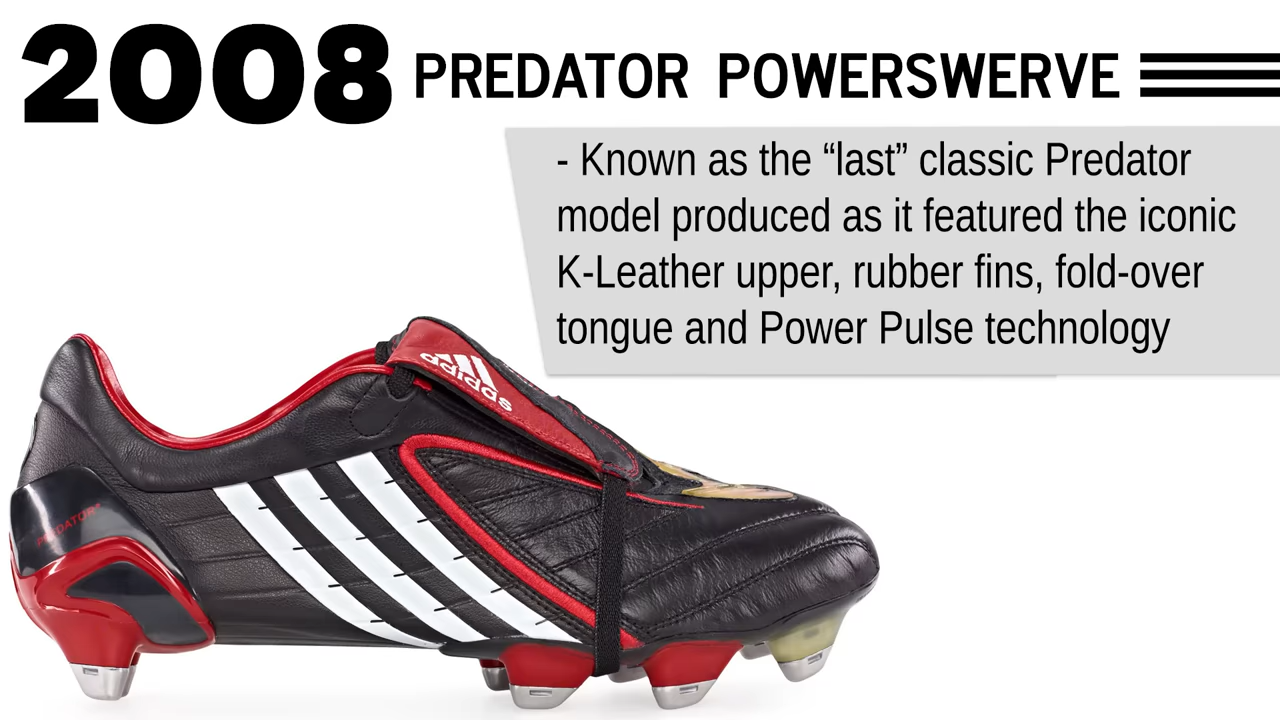 2008 PREDATOR POWERSWERVE
- Known as the “last” classic Predator
model produced as it featured the iconic
K-Leather upper, rubber fins, fold-over
tongue and Power Pulse technology
adidas
PREDATOR